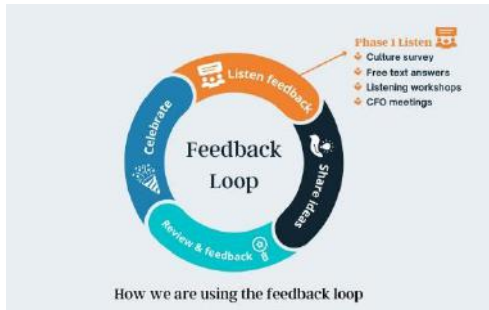 Phase 1 Listen
Culture survey
Free text answers
Listening workshops
CFO meetings
Listen feedback
Share ideas
Review & feedback
Celebrate
Feedback
Loop
How we are using the feedback loop